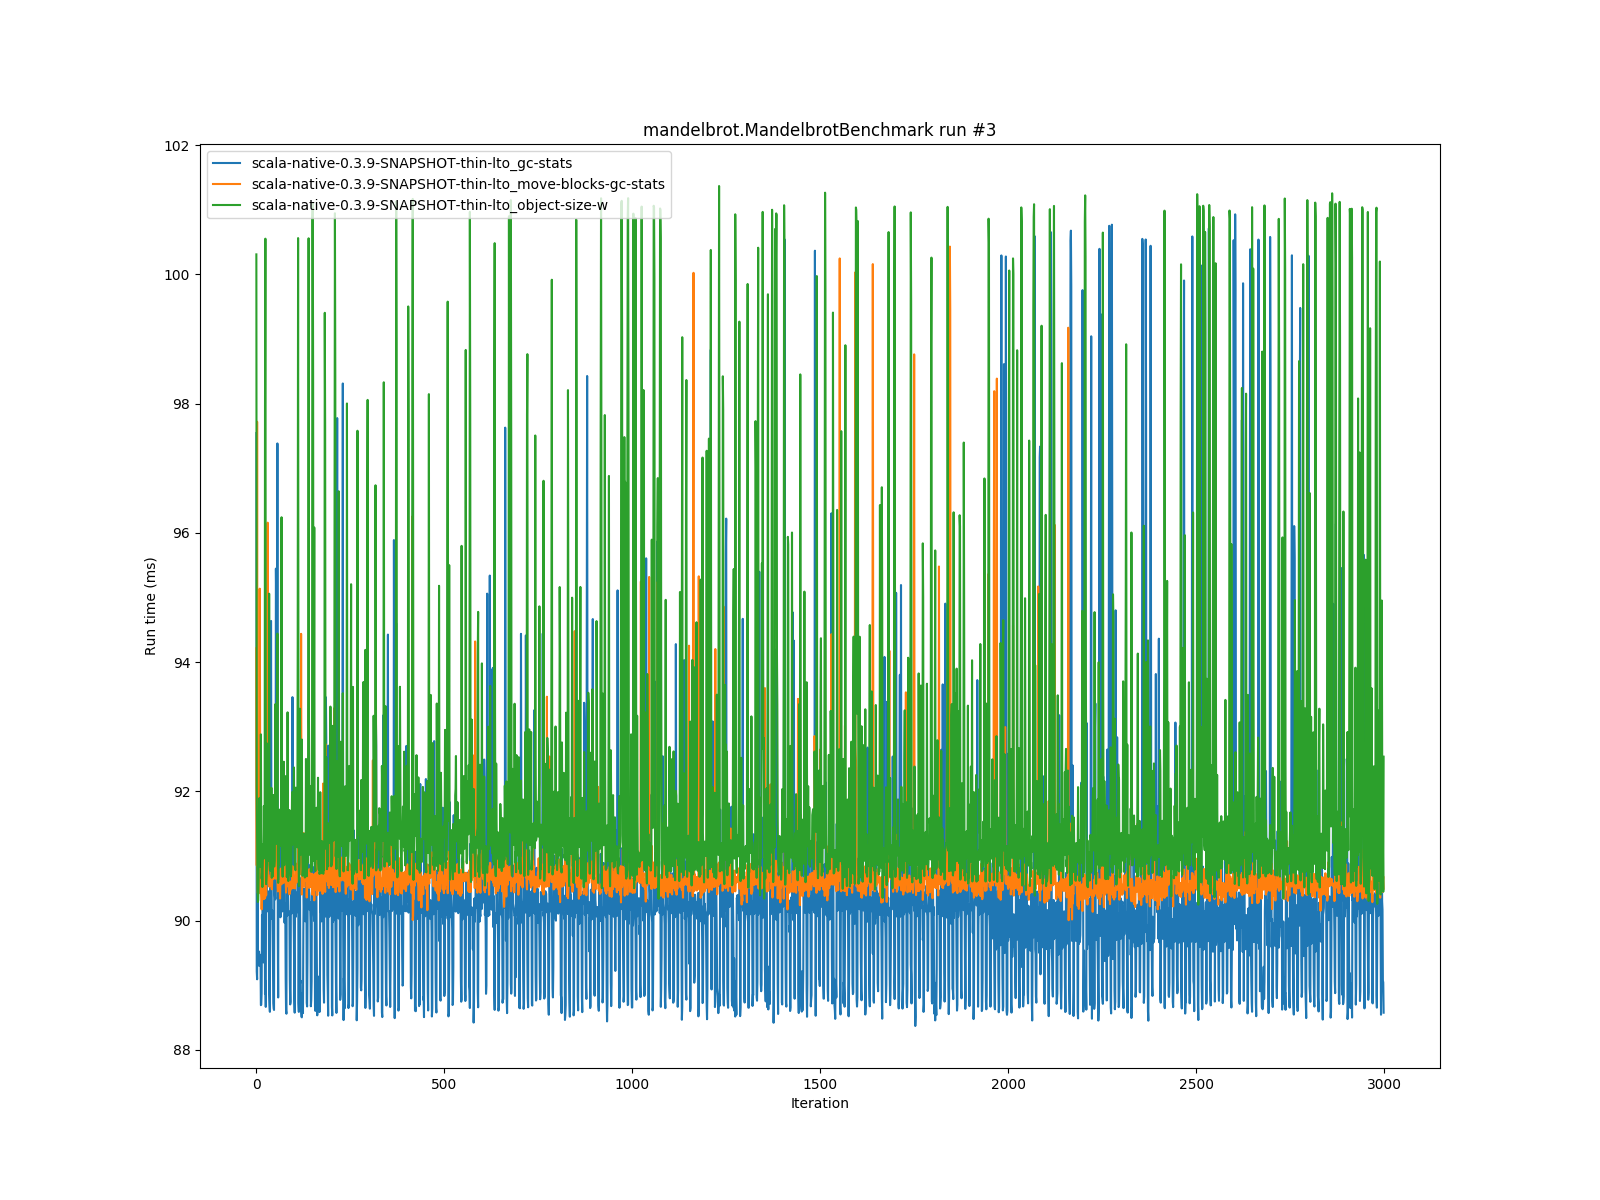 mandelbrot.MandelbrotBenchmark run #3
scala-native-0.3.9-SNAPSHOT-thin-lto_gc-stats
scala-native-0.3.9-SNAPSHOT-thin-lto_move-blocks-gc-stats
scala-native-0.3.9-SNAPSHOT-thin-lto_object-size-w
102
100
98
96
94
92
90
88
Run time (ms)
0 500 1000 1500 2000 2500 3000
Iteration